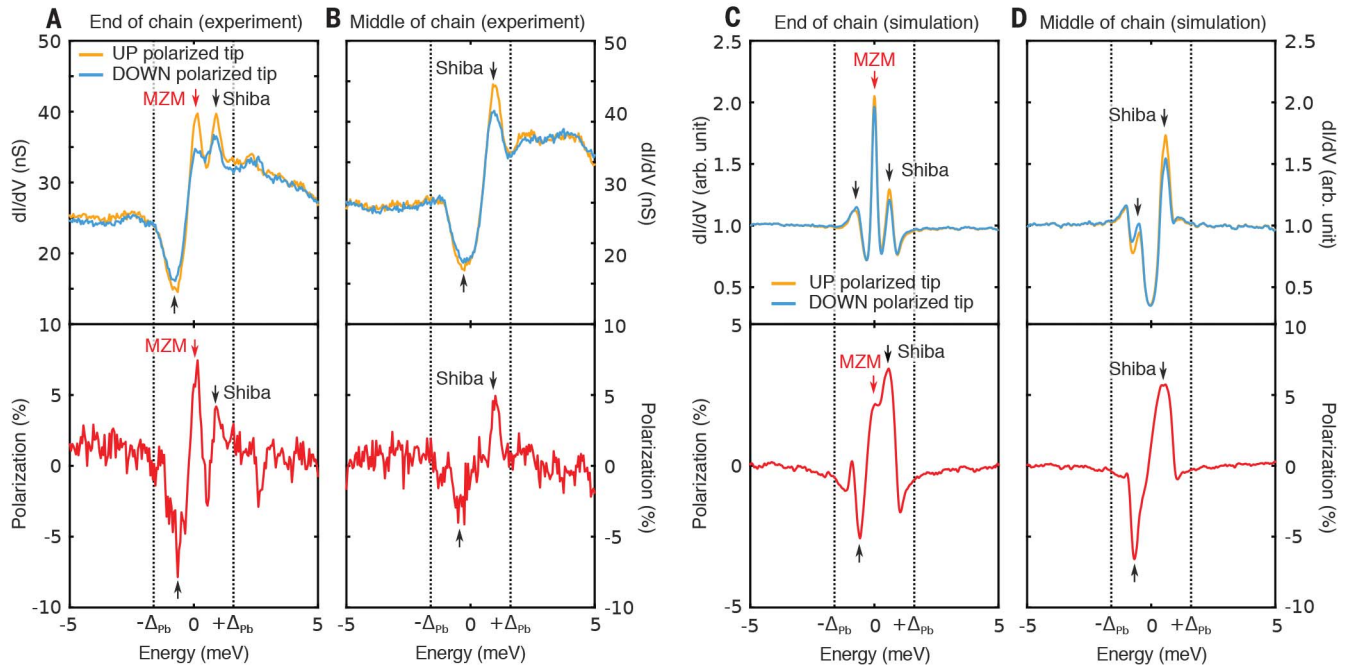 A End of chain (experiment)
50
40
30
20
10
dI/dV (nS)
UP polarized tip
DOWN polarized tip
MZM
Shiba
10
5
0
-5
-10
Polarization (%)
MZM
Shiba
-5 -ΔPb 0 +ΔPb 5
Energy (meV)
B Middle of chain (experiment)
Shiba
50
40
30
20
10
dI/dV (nS)
Shiba
5
0
-5
-10
Polarization (%)
-5 -ΔPb 0 +ΔPb 5
Energy (meV)
C End of chain (simulation)
2.5
2.0
1.5
1.0
0.5
dI/dV (arb. unit)
MZM
Shiba
UP polarized tip
DOWN polarized tip
5
0
-5
Polarization (%)
MZM
Shiba
-5 -ΔPb 0 +ΔPb 5
Energy (meV)
D Middle of chain (simulation)
Shiba
2.5
2.0
1.5
1.0
0.5
dI/dV (arb. unit)
Shiba
10
5
0
-5
-10
Polarization (%)
-5 -ΔPb 0 +ΔPb 5
Energy (meV)